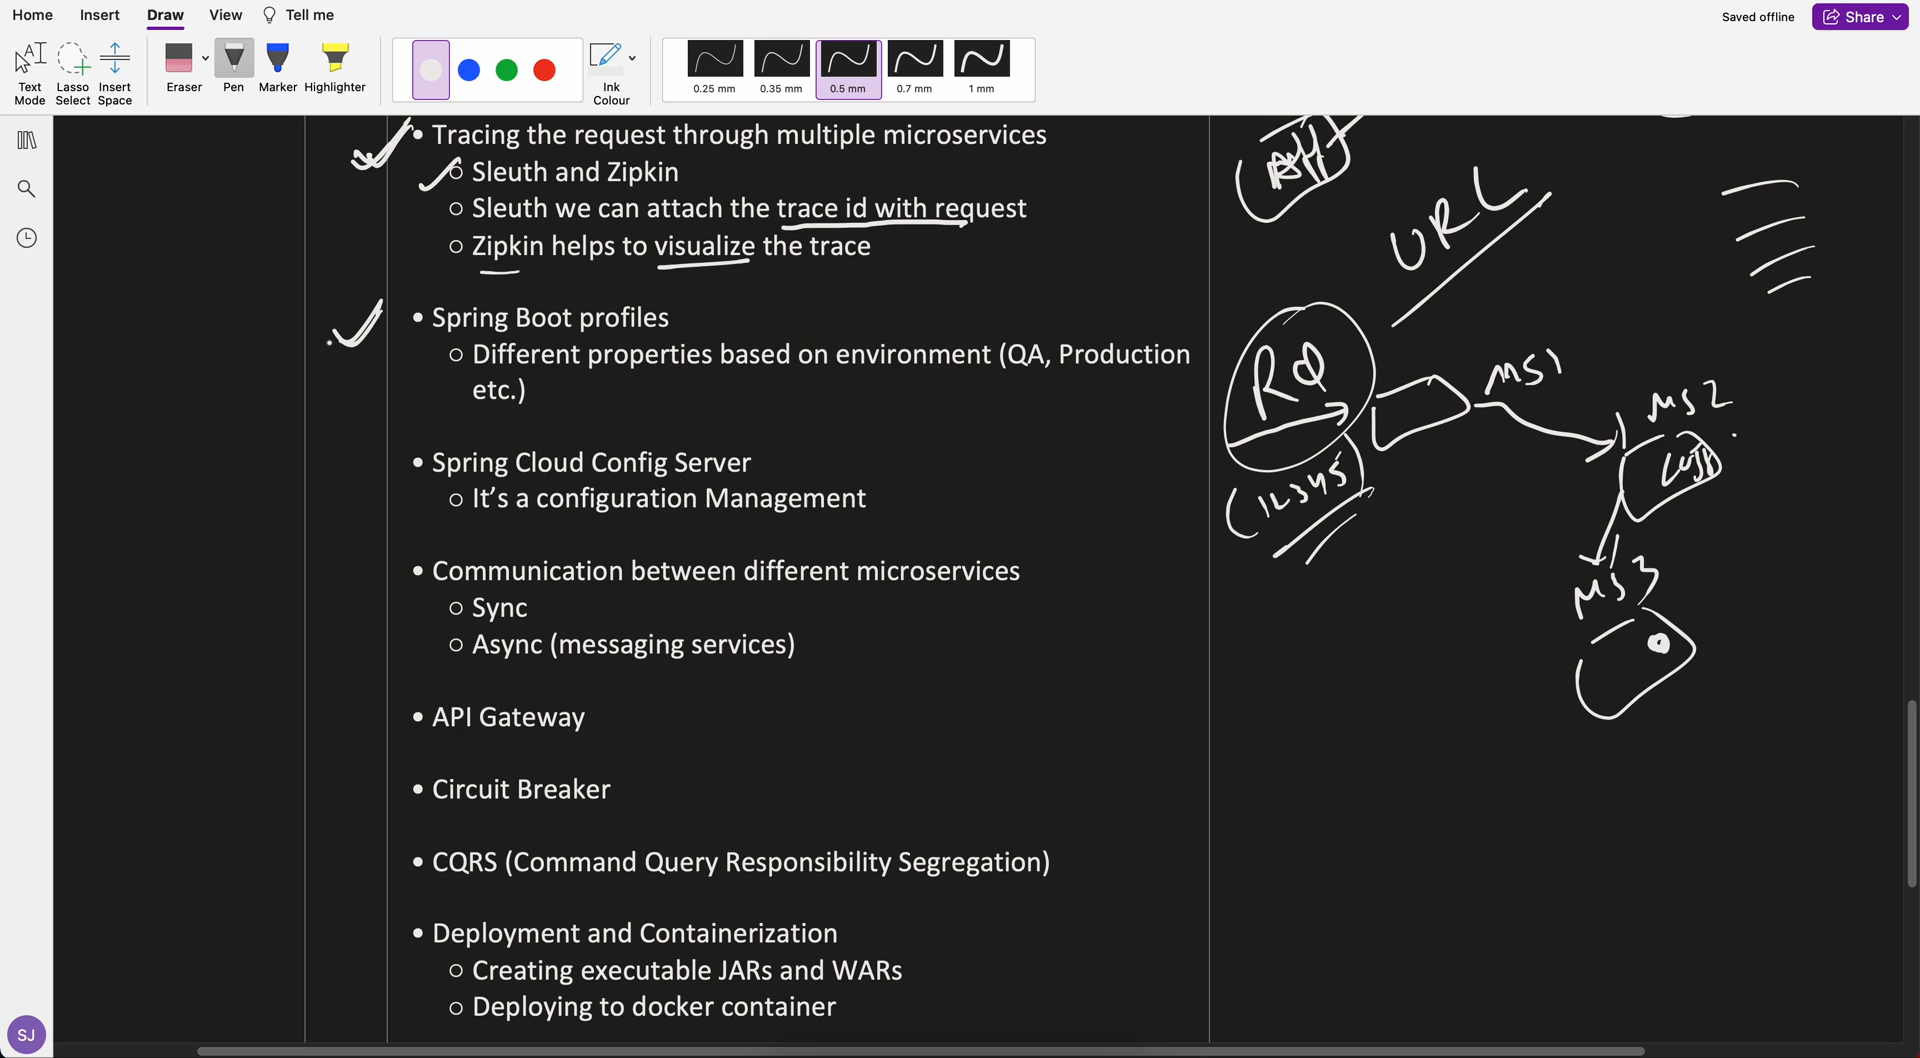 Home Insert Draw View Tell me
Saved offline Share
Text Mode
Lasso Select
Insert Space
Eraser
Pen
Marker
Highlighter
Ink Colour
0.25 mm
0.35 mm
0.5 mm
0.7 mm
1 mm
• Tracing the request through multiple microservices
○ Sleuth and Zipkin
○ Sleuth we can attach the trace id with request
○ Zipkin helps to visualize the trace
• Spring Boot profiles
○ Different properties based on environment (QA, Production
etc.)
• Spring Cloud Config Server
○ It's a configuration Management
• Communication between different microservices
○ Sync
○ Async (messaging services)
• API Gateway
• Circuit Breaker
• CQRS (Command Query Responsibility Segregation)
• Deployment and Containerization
○ Creating executable JARs and WARs
○ Deploying to docker container
URL
RQ
MS1
MS2
12345
MS3
SJ